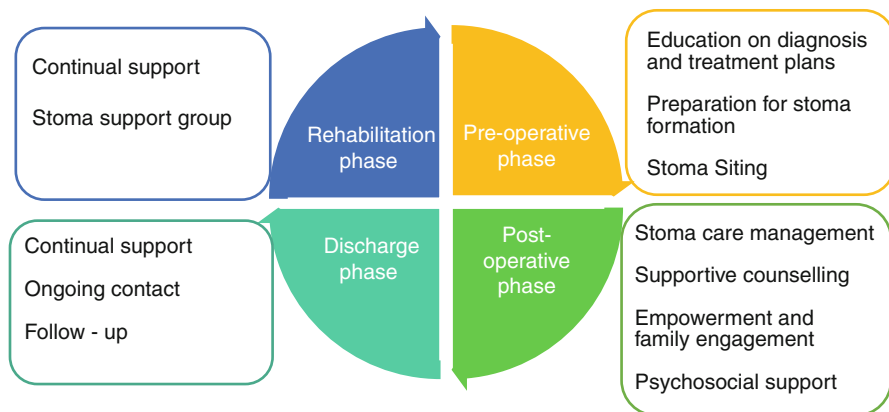 Continual support
Stoma support group
Rehabilitation
phase
Pre-operative
phase
Education on diagnosis
and treatment plans
Preparation for stoma
formation
Stoma Siting
Continual support
Ongoing contact
Follow - up
Discharge
phase
Post-
operative
phase
Stoma care management
Supportive counselling
Empowerment and
family engagement
Psychosocial support